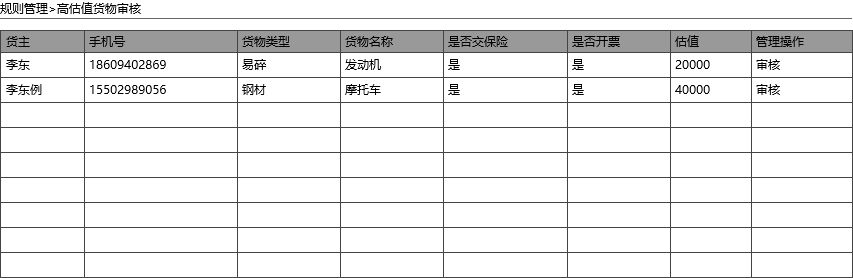 规则管理>高估值货物审核
货主 手机号 货物类型 货物名称 是否交保险 是否开票 估值 管理操作
李东 18609402869 易碎 发动机 是 是 20000 审核
李东例 15502989056 钢材 摩托车 是 是 40000 审核